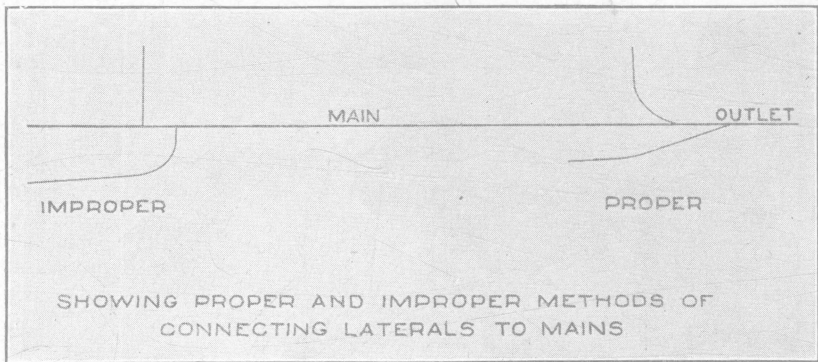 MAIN
OUTLET
IMPROPER
PROPER
SHOWING PROPER AND IMPROPER METHODS OF
CONNECTING LATERALS TO MAINS